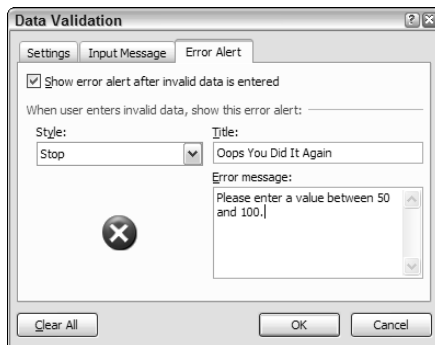 Data Validation
Settings Input Message Error Alert
Show error alert after invalid data is entered
When user enters invalid data, show this error alert:
Style: Title:
Stop Oops You Did It Again
Error message:
Please enter a value between 50
and 100.
Clear All OK Cancel